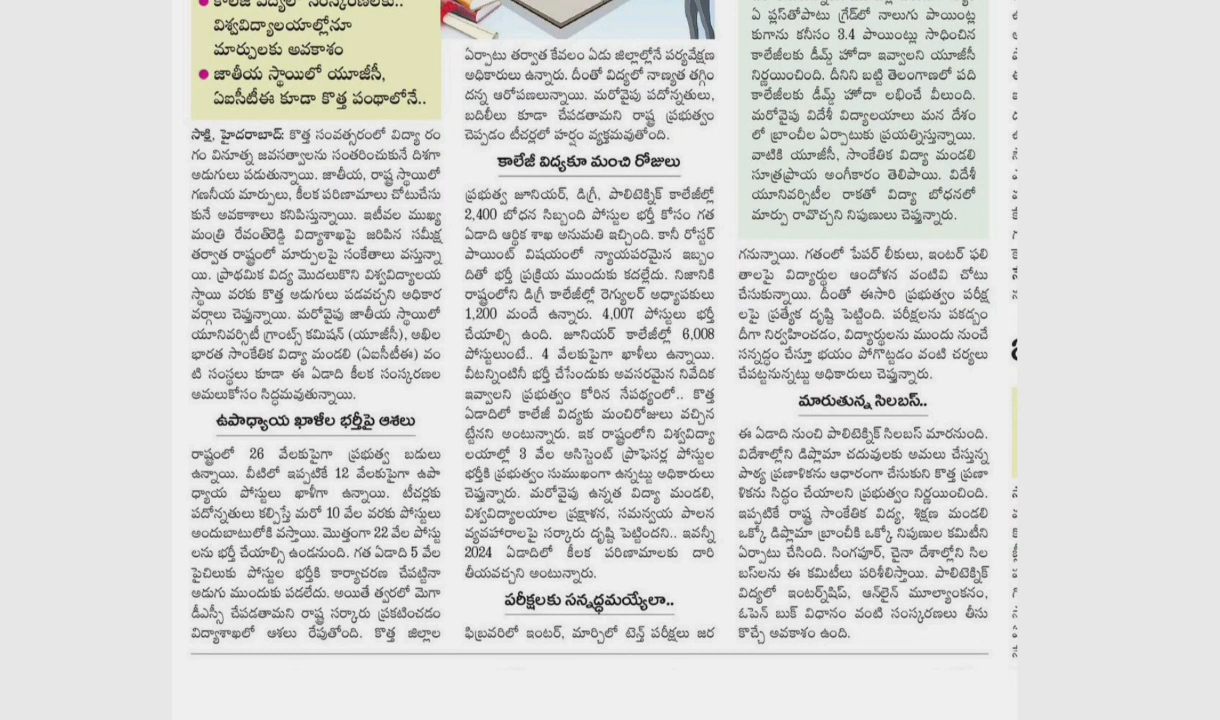 కాలేజీ విద్యలో సంస్కరణలకు..
విశ్వవిద్యాలయాల్లోనూ
మార్పులకు అవకాశం
● జాతీయ స్థాయిలో యూజీసీ,
ఏఐసీటీఈ కూడా కొత్త పంథాలోనే..
సాక్షి, హైదరాబాద్: కొత్త సంవత్సరంలో విద్యా రం
గం వినూత్న జవసత్వాలను సంతరించుకునే దిశగా
అడుగులు పడుతున్నాయి. జాతీయ, రాష్ట్ర స్థాయిలో
గణనీయ మార్పులు, కీలక పరిణామాలు చోటుచేసు
కునే అవకాశాలు కనిపిస్తున్నాయి. ఇటీవల ముఖ్య
మంత్రి రేవంత్‌రెడ్డి విద్యాశాఖపై జరిపిన సమీక్ష
తర్వాత రాష్ట్రంలో మార్పులపై సంకేతాలు వస్తున్నా
యి. ప్రాథమిక విద్య మొదలుకొని విశ్వవిద్యాలయ
స్థాయి వరకు కొత్త అడుగులు పడవచ్చని అధికార
వర్గాలు చెప్తున్నాయి. మరోవైపు జాతీయ స్థాయిలో
యూనివర్సిటీ గ్రాంట్స్ కమిషన్ (యూజీసీ), అఖిల
భారత సాంకేతిక విద్యా మండలి (ఏఐసీటీఈ) వం
టి సంస్థలు కూడా ఈ ఏడాది కీలక సంస్కరణల
అమలుకోసం సిద్ధమవుతున్నాయి.
ఉపాధ్యాయ ఖాళీల భర్తీపై ఆశలు
రాష్ట్రంలో 26 వేలకుపైగా ప్రభుత్వ బడులు
ఉన్నాయి. వీటిలో ఇప్పటికే 12 వేలకుపైగా ఉపా
ధ్యాయ పోస్టులు ఖాళీగా ఉన్నాయి. టీచర్లకు
పదోన్నతులు కల్పిస్తే మరో 10 వేల వరకు పోస్టులు
అందుబాటులోకి వస్తాయి. మొత్తంగా 22 వేల పోస్టు
లను భర్తీ చేయాల్సి ఉండనుంది. గత ఏడాది 5 వేల
పైచిలుకు పోస్టుల భర్తీకి కార్యాచరణ చేపట్టినా
అడుగు ముందుకు పడలేదు. అయితే త్వరలో మెగా
డీఎస్సీ చేపడతామని రాష్ట్ర సర్కారు ప్రకటించడం
విద్యాశాఖలో ఆశలు రేపుతోంది. కొత్త జిల్లాల
ఏర్పాటు తర్వాత కేవలం ఏడు జిల్లాల్లోనే పర్యవేక్షణ
అధికారులు ఉన్నారు. దీంతో విద్యలో నాణ్యత తగ్గిం
దన్న ఆరోపణలున్నాయి. మరోవైపు పదోన్నతులు,
బదిలీలు కూడా చేపడతామని రాష్ట్ర ప్రభుత్వం
చెప్పడం టీచర్లలో హర్షం వ్యక్తమవుతోంది.
కాలేజీ విద్యకూ మంచి రోజులు
ప్రభుత్వ జూనియర్, డిగ్రీ, పాలిటెక్నిక్ కాలేజీల్లో
2,400 బోధన సిబ్బంది పోస్టుల భర్తీ కోసం గత
ఏడాది ఆర్థిక శాఖ అనుమతి ఇచ్చింది. కానీ రోస్టర్
పాయింట్ విషయంలో న్యాయపరమైన ఇబ్బం
దితో భర్తీ ప్రక్రియ ముందుకు కదల్లేదు. నిజానికి
రాష్ట్రంలోని డిగ్రీ కాలేజీల్లో రెగ్యులర్ అధ్యాపకులు
1,200 మందే ఉన్నారు. 4,007 పోస్టులు భర్తీ
చేయాల్సి ఉంది. జూనియర్ కాలేజీల్లో 6,008
పోస్టులుంటే.. 4 వేలకుపైగా ఖాళీలు ఉన్నాయి.
వీటన్నింటినీ భర్తీ చేసేందుకు అవసరమైన నివేదిక
ఇవ్వాలని ప్రభుత్వం కోరిన నేపథ్యంలో.. కొత్త
ఏడాదిలో కాలేజీ విద్యకు మంచిరోజులు వచ్చిన
ట్టేనని అంటున్నారు. ఇక రాష్ట్రంలోని విశ్వవిద్యా
లయాల్లో 3 వేల అసిస్టెంట్ ప్రొఫెసర్ల పోస్టుల
భర్తీకి ప్రభుత్వం సుముఖంగా ఉన్నట్టు అధికారులు
చెప్తున్నారు. మరోవైపు ఉన్నత విద్యా మండలి,
విశ్వవిద్యాలయాల ప్రక్షాళన, సమన్వయ పాలన
వ్యవహారాలపై సర్కారు దృష్టి పెట్టిందని.. ఇవన్నీ
2024 ఏడాదిలో కీలక పరిణామాలకు దారి
తీయవచ్చని అంటున్నారు.
పరీక్షలకు సన్నద్ధమయ్యేలా..
ఫిబ్రవరిలో ఇంటర్, మార్చిలో టెన్త్ పరీక్షలు జర
ఏ ప్లస్‌తోపాటు గ్రేడ్‌లో నాలుగు పాయింట్ల
కుగాను కనీసం 3.4 పాయింట్లు సాధించిన
కాలేజీలకు డీమ్డ్ హోదా ఇవ్వాలని యూజీసీ
నిర్ణయించింది. దీనిని బట్టి తెలంగాణలో పది
కాలేజీలకు డీమ్డ్ హోదా లభించే వీలుంది.
మరోవైపు విదేశీ విద్యాలయాలు మన దేశం
లో బ్రాంచీల ఏర్పాటుకు ప్రయత్నిస్తున్నాయి.
వాటికి యూజీసీ, సాంకేతిక విద్యా మండలి
సూత్రప్రాయ అంగీకారం తెలిపాయి. విదేశీ
యూనివర్సిటీల రాకతో విద్యా బోధనలో
మార్పు రావొచ్చని నిపుణులు చెప్తున్నారు.
గనున్నాయి. గతంలో పేపర్ లీకులు, ఇంటర్ ఫలి
తాలపై విద్యార్థుల ఆందోళన వంటివి చోటు
చేసుకున్నాయి. దీంతో ఈసారి ప్రభుత్వం పరీక్ష
లపై ప్రత్యేక దృష్టి పెట్టింది. పరీక్షలను పకడ్బం
దీగా నిర్వహించడం, విద్యార్థులను ముందు నుంచే
సన్నద్ధం చేస్తూ భయం పోగొట్టడం వంటి చర్యలు
చేపట్టనున్నట్టు అధికారులు చెప్తున్నారు.
మారుతున్న సిలబస్..
ఈ ఏడాది నుంచి పాలిటెక్నిక్ సిలబస్ మారనుంది.
విదేశాల్లోని డిప్లొమా చదువులకు అమలు చేస్తున్న
పాఠ్య ప్రణాళికను ఆధారంగా చేసుకుని కొత్త ప్రణా
ళికను సిద్ధం చేయాలని ప్రభుత్వం నిర్ణయించింది.
ఇప్పటికే రాష్ట్ర సాంకేతిక విద్య, శిక్షణ మండలి
ఒక్కో డిప్లొమా బ్రాంచీకి ఒక్కో నిపుణుల కమిటీని
ఏర్పాటు చేసింది. సింగపూర్, చైనా దేశాల్లోని సిల
బస్‌లను ఈ కమిటీలు పరిశీలిస్తాయి. పాలిటెక్నిక్
విద్యలో ఇంటర్న్‌షిప్, ఆన్‌లైన్ మూల్యాంకనం,
ఓపెన్ బుక్ విధానం వంటి సంస్కరణలు తీసు
కొచ్చే అవకాశం ఉంది.